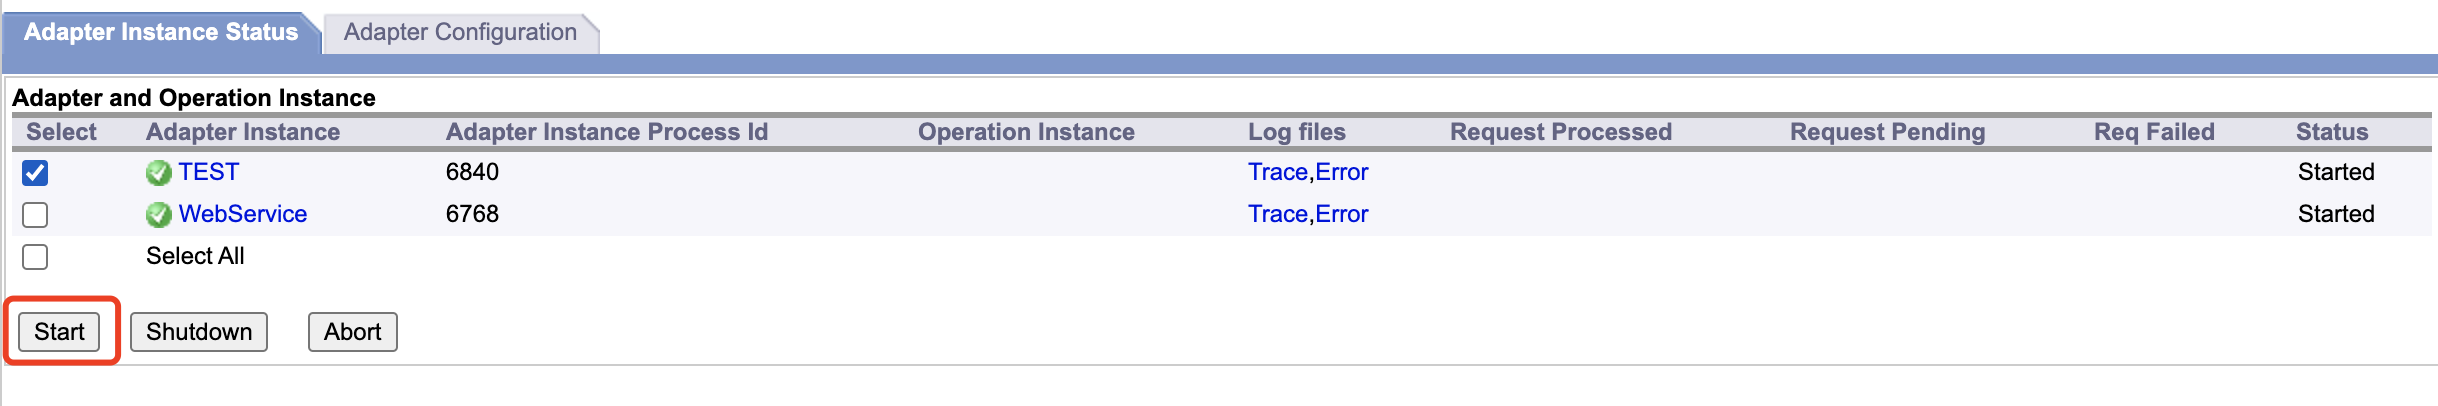 Adapter Instance Status Adapter Configuration
Adapter and Operation Instance
Select Adapter Instance Adapter Instance Process Id Operation Instance Log files Request Processed Request Pending Req Failed Status
TEST 6840 Trace,Error Started
WebService 6768 Trace,Error Started
Select All
Start Shutdown Abort